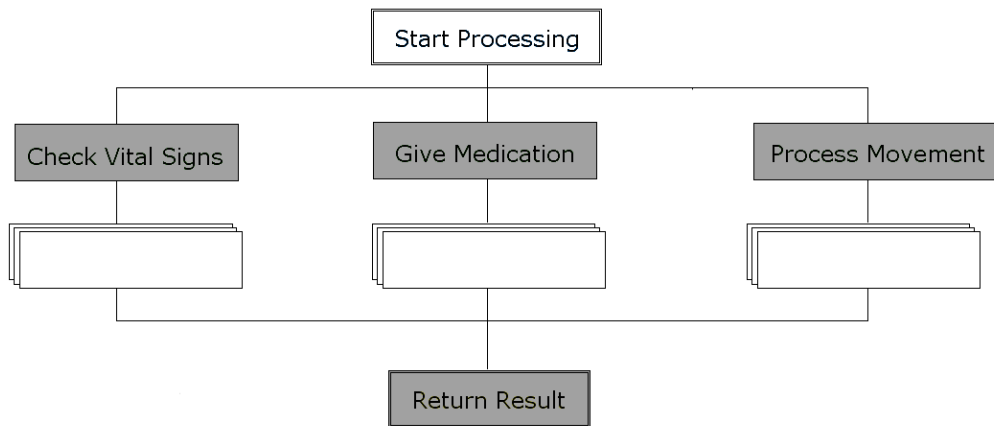 Start Processing
Check Vital Signs
Give Medication
Process Movement
Return Result